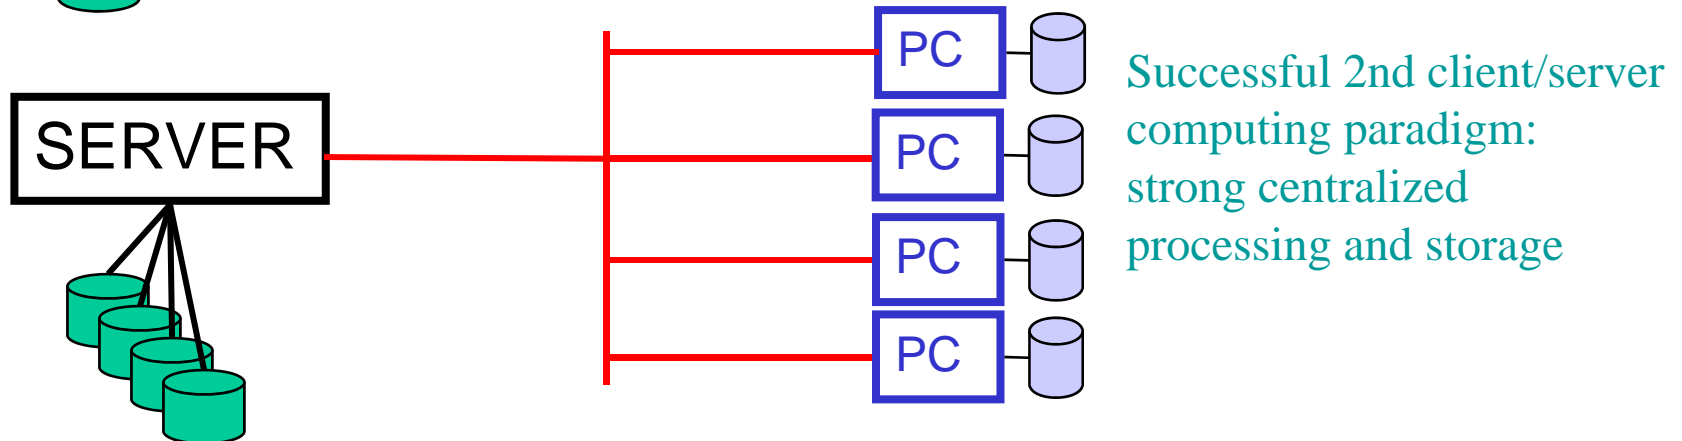 PC
Successful 2nd client/server
SERVER
PC
computing paradigm:
strong centralized
PC
processing and storage
PC